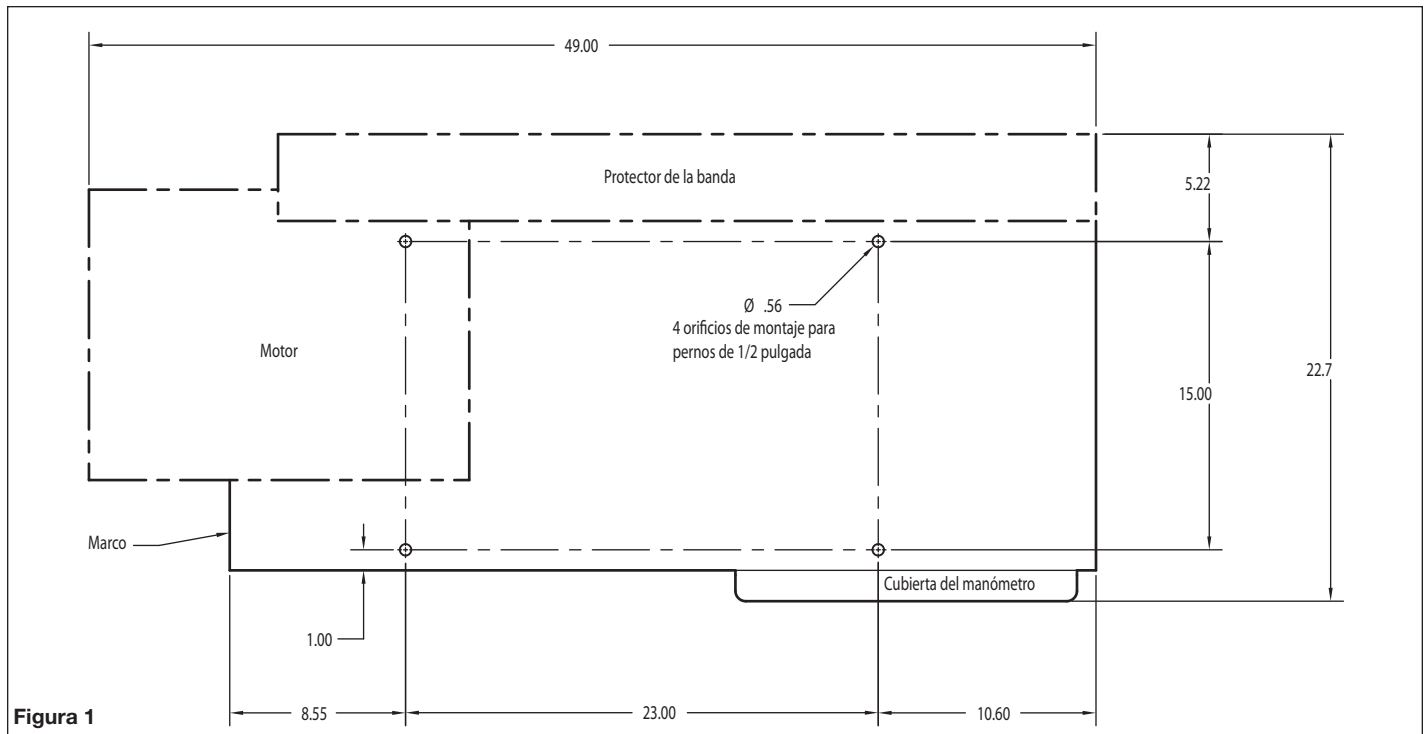 49.00
Protector de la banda
5.22
Ø .56
4 orificios de montaje para
pernos de 1/2 pulgada
Motor
22.7
15.00
Marco
Cubierta del manómetro
1.00
Figura 1
8.55
23.00
10.60